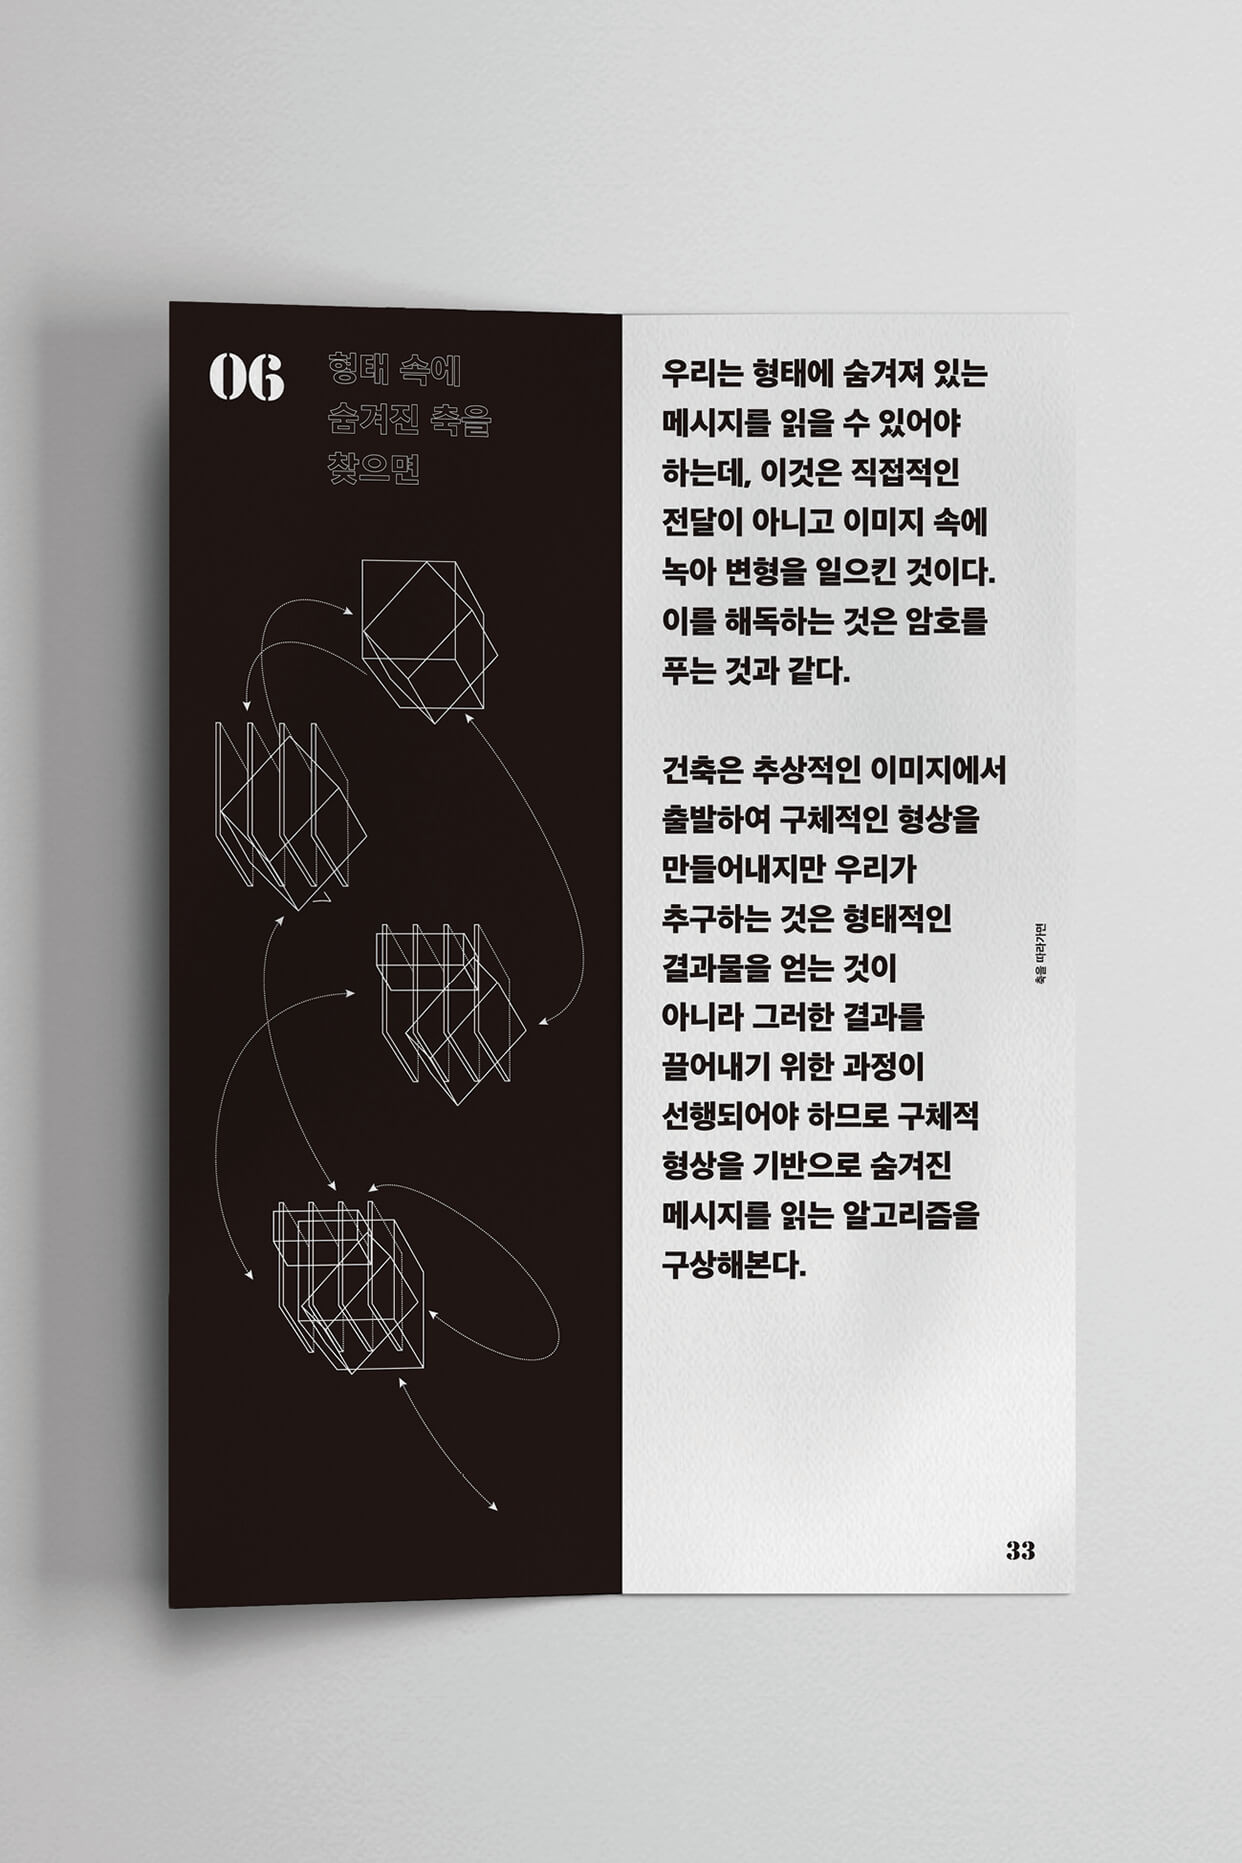 06
형태 속에
숨겨진 축을
찾으면
우리는 형태에 숨겨져 있는
메시지를 읽을 수 있어야
하는데, 이것은 직접적인
전달이 아니고 이미지 속에
녹아 변형을 일으킨 것이다.
이를 해독하는 것은 암호를
푸는 것과 같다.
건축은 추상적인 이미지에서
출발하여 구체적인 형상을
만들어내지만 우리가
추구하는 것은 형태적인
결과물을 얻는 것이
아니라 그러한 결과를
끌어내기 위한 과정이
선행되어야 하므로 구체적
형상을 기반으로 숨겨진
메시지를 읽는 알고리즘을
구상해본다.
축을 따라가면
33